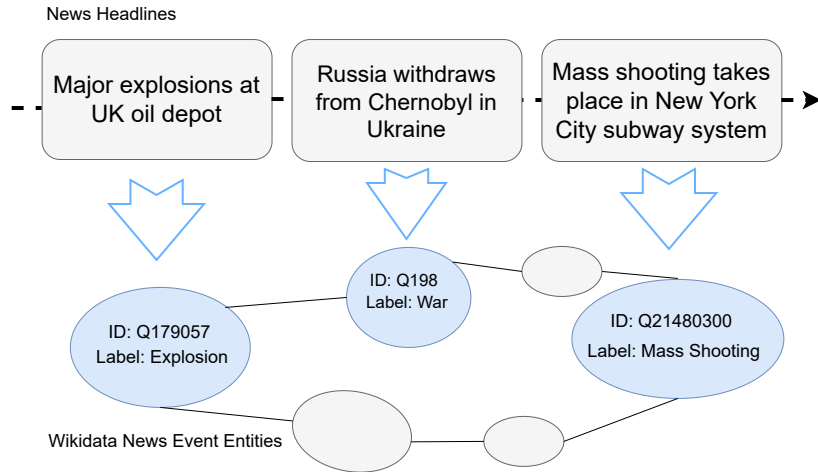 News Headlines
Major explosions at
UK oil depot
Russia withdraws
from Chernobyl in
Ukraine
Mass shooting takes
place in New York
City subway system
ID: Q179057
Label: Explosion
ID: Q198
Label: War
ID: Q21480300
Label: Mass Shooting
Wikidata News Event Entities